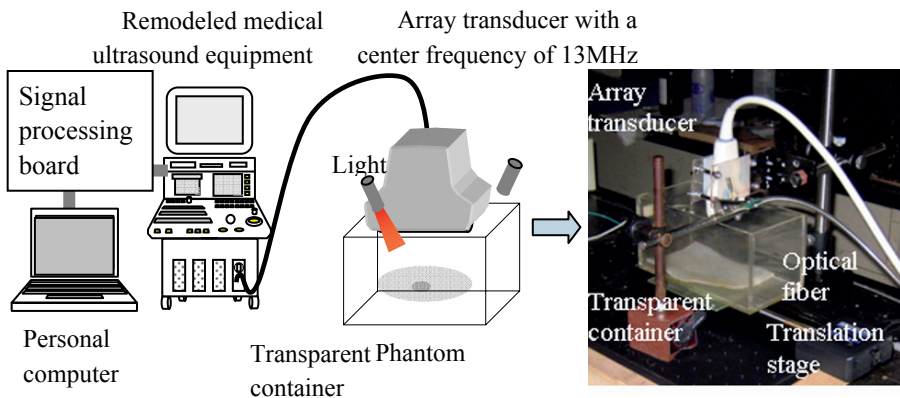 Remodeled medical
ultrasound equipment
Array transducer with a
center frequency of 13MHz
Signal
processing
board
Light
Personal
computer
Transparent
container
Phantom
Array
transducer
Optical
fiber
Transparent
container
Translation
stage